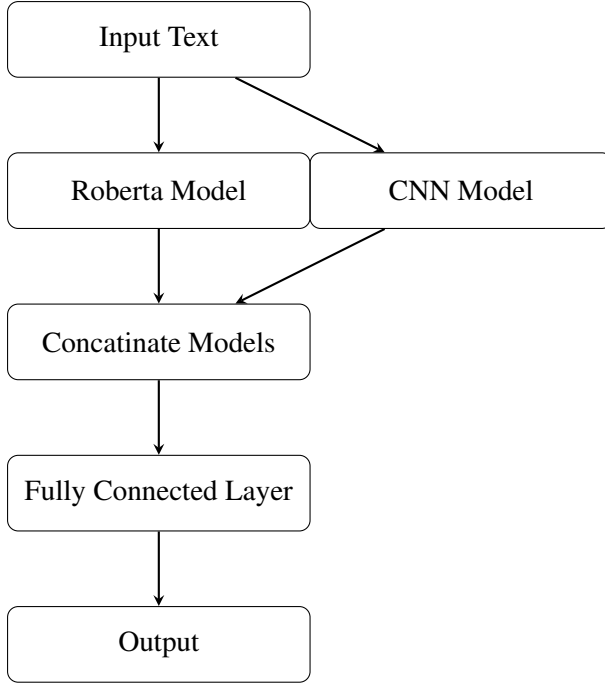 Input Text
Roberta Model
CNN Model
Concatinate Models
Fully Connected Layer
Output